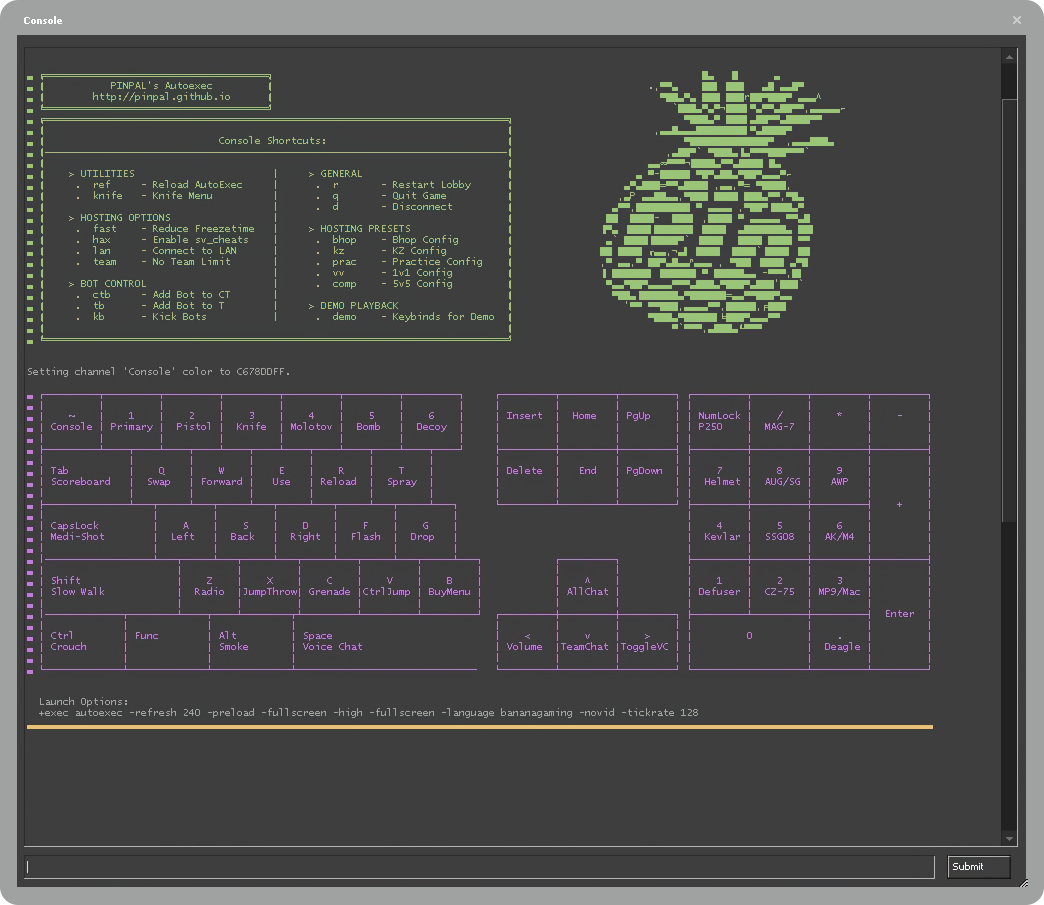 Console
PINPAL's Autoexec
http://pinpal.github.io
Console Shortcuts:
> UTILITIES
. ref - Reload AutoExec
. knife - Knife Menu
> HOSTING OPTIONS
. fast - Reduce Freezetime
. hax - Enable sv_cheats
. lan - Connect to LAN
. team - No Team Limit
> BOT CONTROL
. ctb - Add Bot to CT
. tb - Add Bot to T
. kb - Kick Bots
> GENERAL
. r - Restart Lobby
. q - Quit Game
. d - Disconnect
> HOSTING PRESETS
. bhop - Bhop Config
. kz - KZ Config
. prac - Practice Config
. vv - 1v1 Config
. comp - 5v5 Config
> DEMO PLAYBACK
. demo - Keybinds for Demo
Setting channel 'Console' color to C678DDFF.
~ 1 2 3 4 5 6
Console Primary Pistol Knife Molotov Bomb Decoy
Tab Q W E R T
Scoreboard Swap Forward Use Reload Spray
CapsLock A S D F G
Medi-Shot Left Back Right Flash Drop
Shift Z X C V B
Slow Walk Radio JumpThrow Grenade CtrlJump BuyMenu
Ctrl Func Alt Space
Crouch Smoke Voice Chat
Insert Home PgUp
Delete End PgDown
^
AllChat
< v >
Volume TeamChat ToggleVC
NumLock / * -
P250 MAG-7
7 8 9
Helmet AUG/SG AWP
+
4 5 6
Kevlar SSG08 AK/M4
1 2 3
Defuser CZ-75 MP9/Mac
Enter
0 .
Deagle
Launch Options:
+exec autoexec -refresh 240 -preload -fullscreen -high -fullscreen -language bananagaming -novid -tickrate 128
Submit